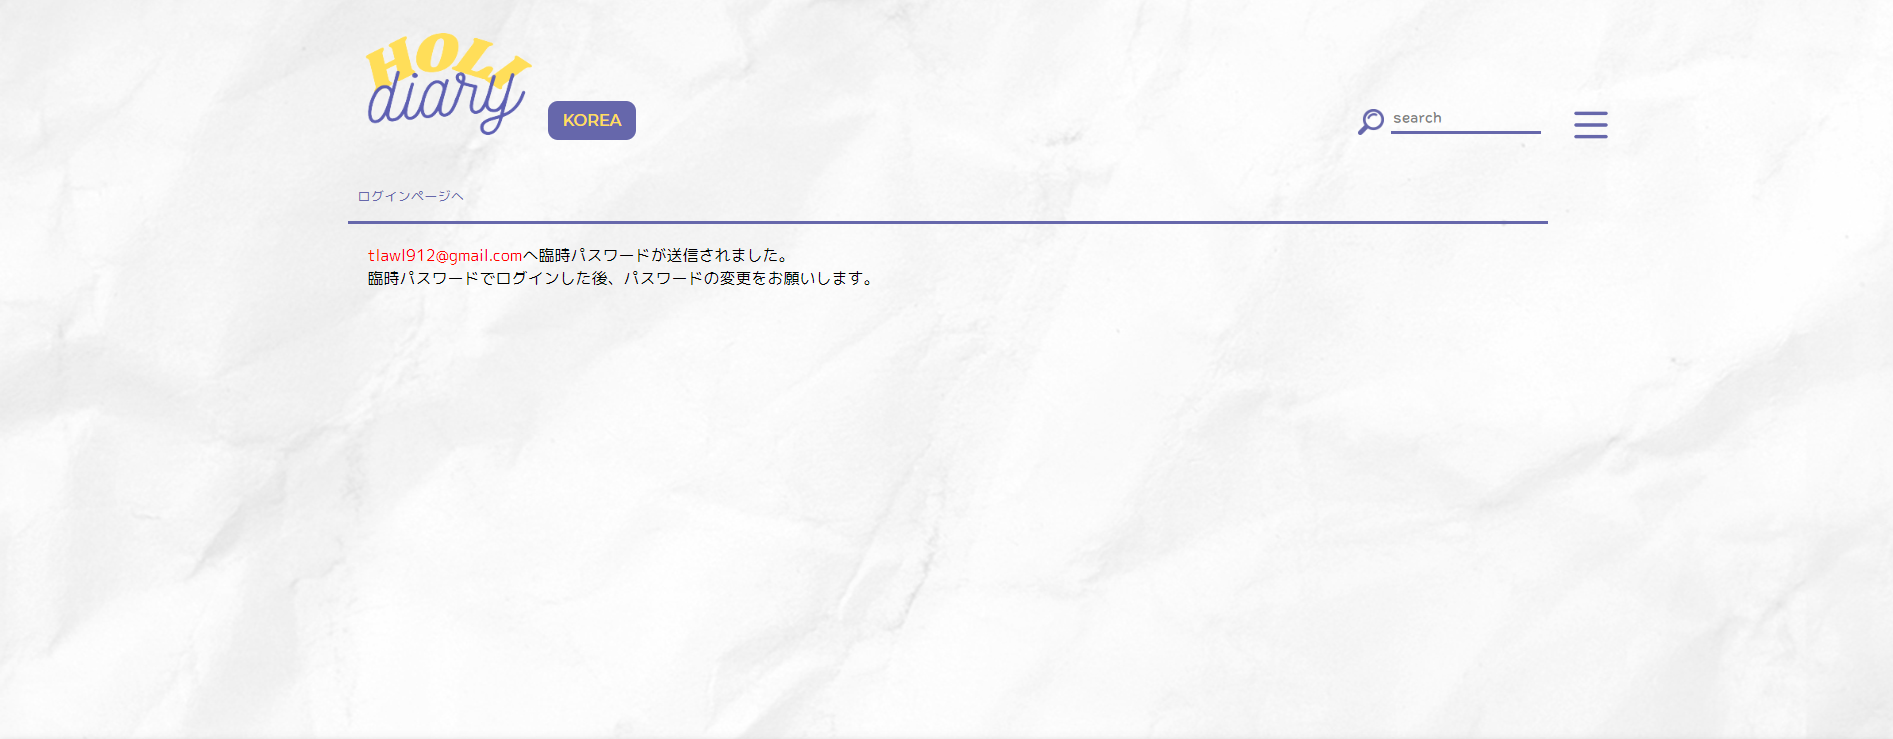 HOLI
diary
KOREA
search
ログインページへ
tlawl912@gmail.comへ臨時パスワードが送信されました。
臨時パスワードでログインした後、パスワードの変更をお願いします。